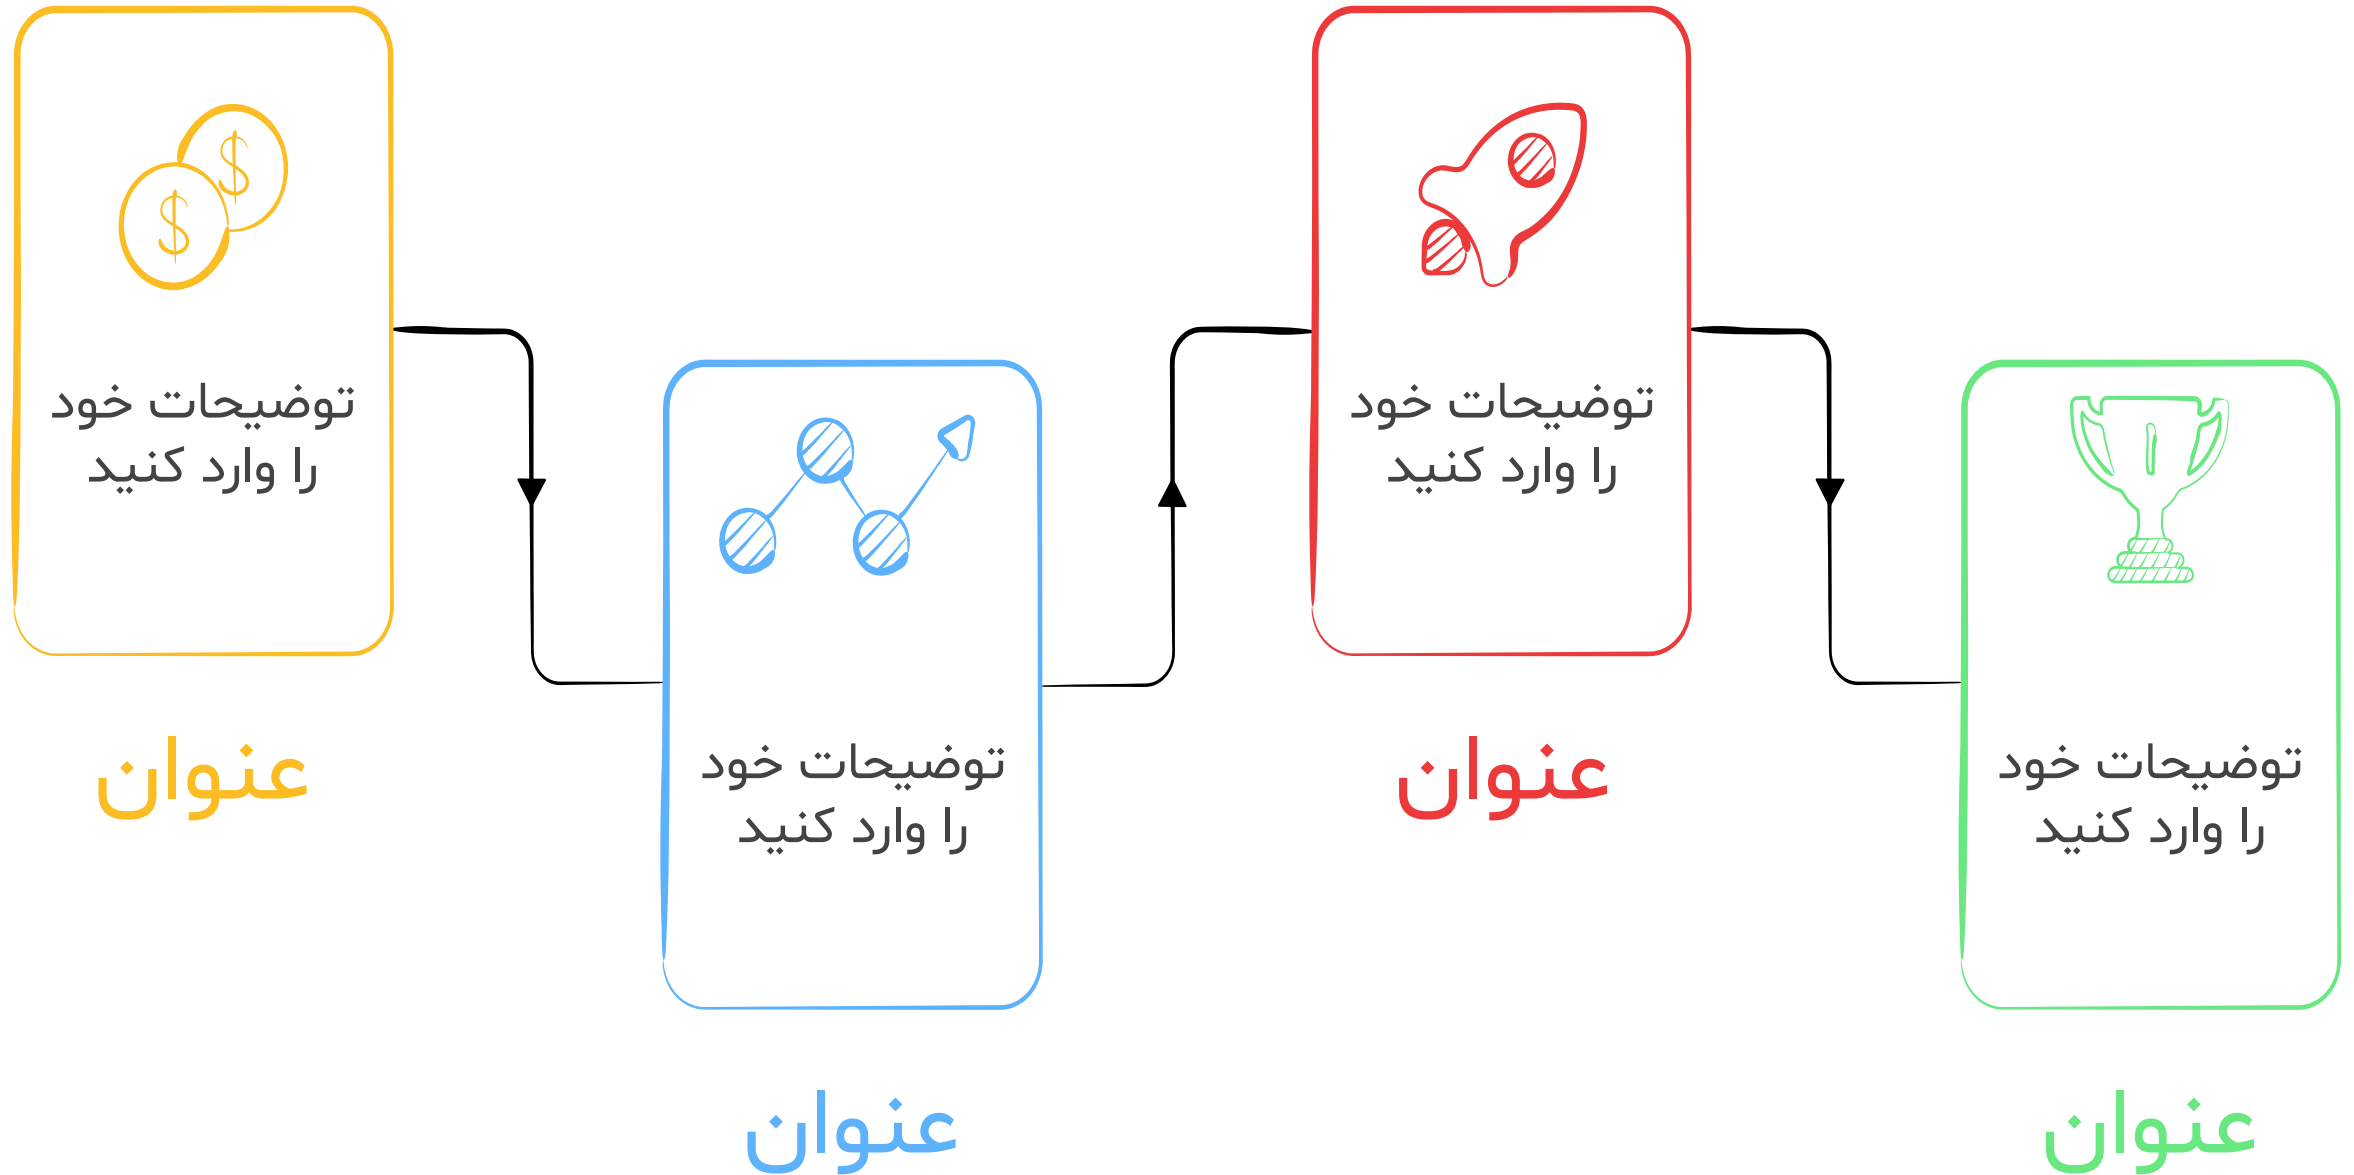 $
$
توضیحات خود
را وارد کنید
عنوان
توضیحات خود
را وارد کنید
عنوان
توضیحات خود
را وارد کنید
عنوان
توضیحات خود
را وارد کنید
عنوان